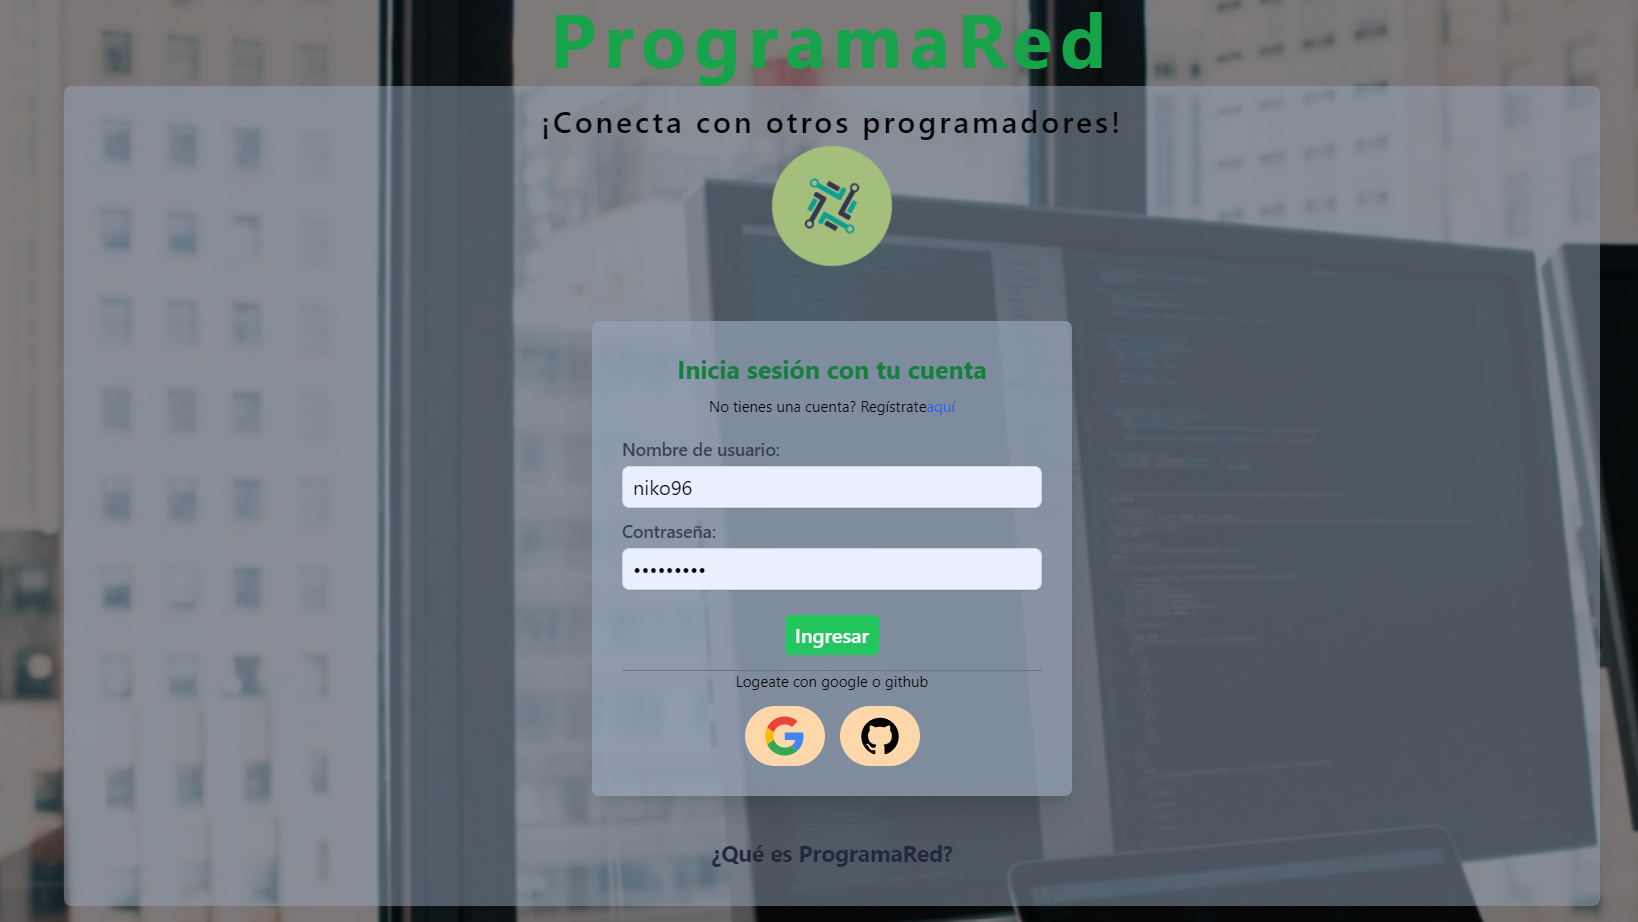 ProgramaRed
¡Conecta con otros programadores!
Inicia sesión con tu cuenta
No tienes una cuenta? Regístrateaquí
Nombre de usuario:
niko96
Contraseña:
•••••••••
Ingresar
Logeate con google o github
¿Qué es ProgramaRed?